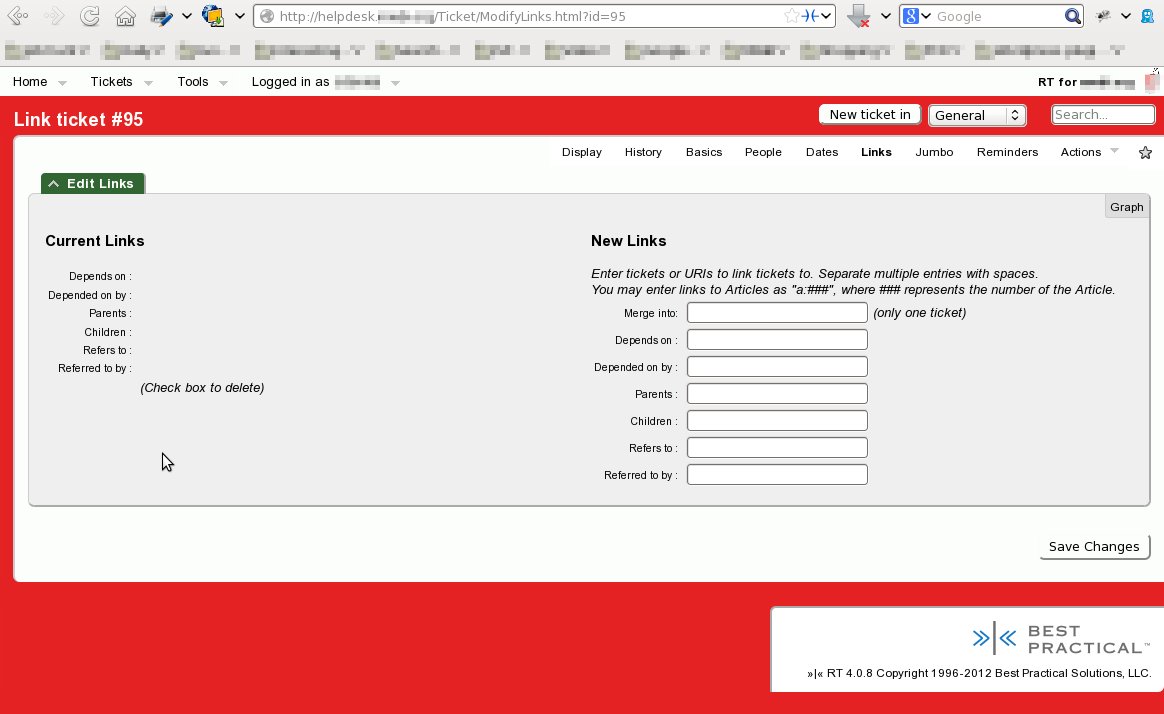 http://helpdesk. /Ticket/ModifyLinks.html?id=95
Google
Home Tickets Tools Logged in as
RT for
Link ticket #95
New ticket in General Search...
Display History Basics People Dates Links Jumbo Reminders Actions
Edit Links
Graph
Current Links
Depends on :
Depended on by :
Parents :
Children :
Refers to :
Referred to by :
(Check box to delete)
New Links
Enter tickets or URIs to link tickets to. Separate multiple entries with spaces.
You may enter links to Articles as "a:###", where ### represents the number of the Article.
Merge into: (only one ticket)
Depends on :
Depended on by :
Parents :
Children :
Refers to :
Referred to by :
Save Changes
BEST
PRACTICAL™
»|« RT 4.0.8 Copyright 1996-2012 Best Practical Solutions, LLC.